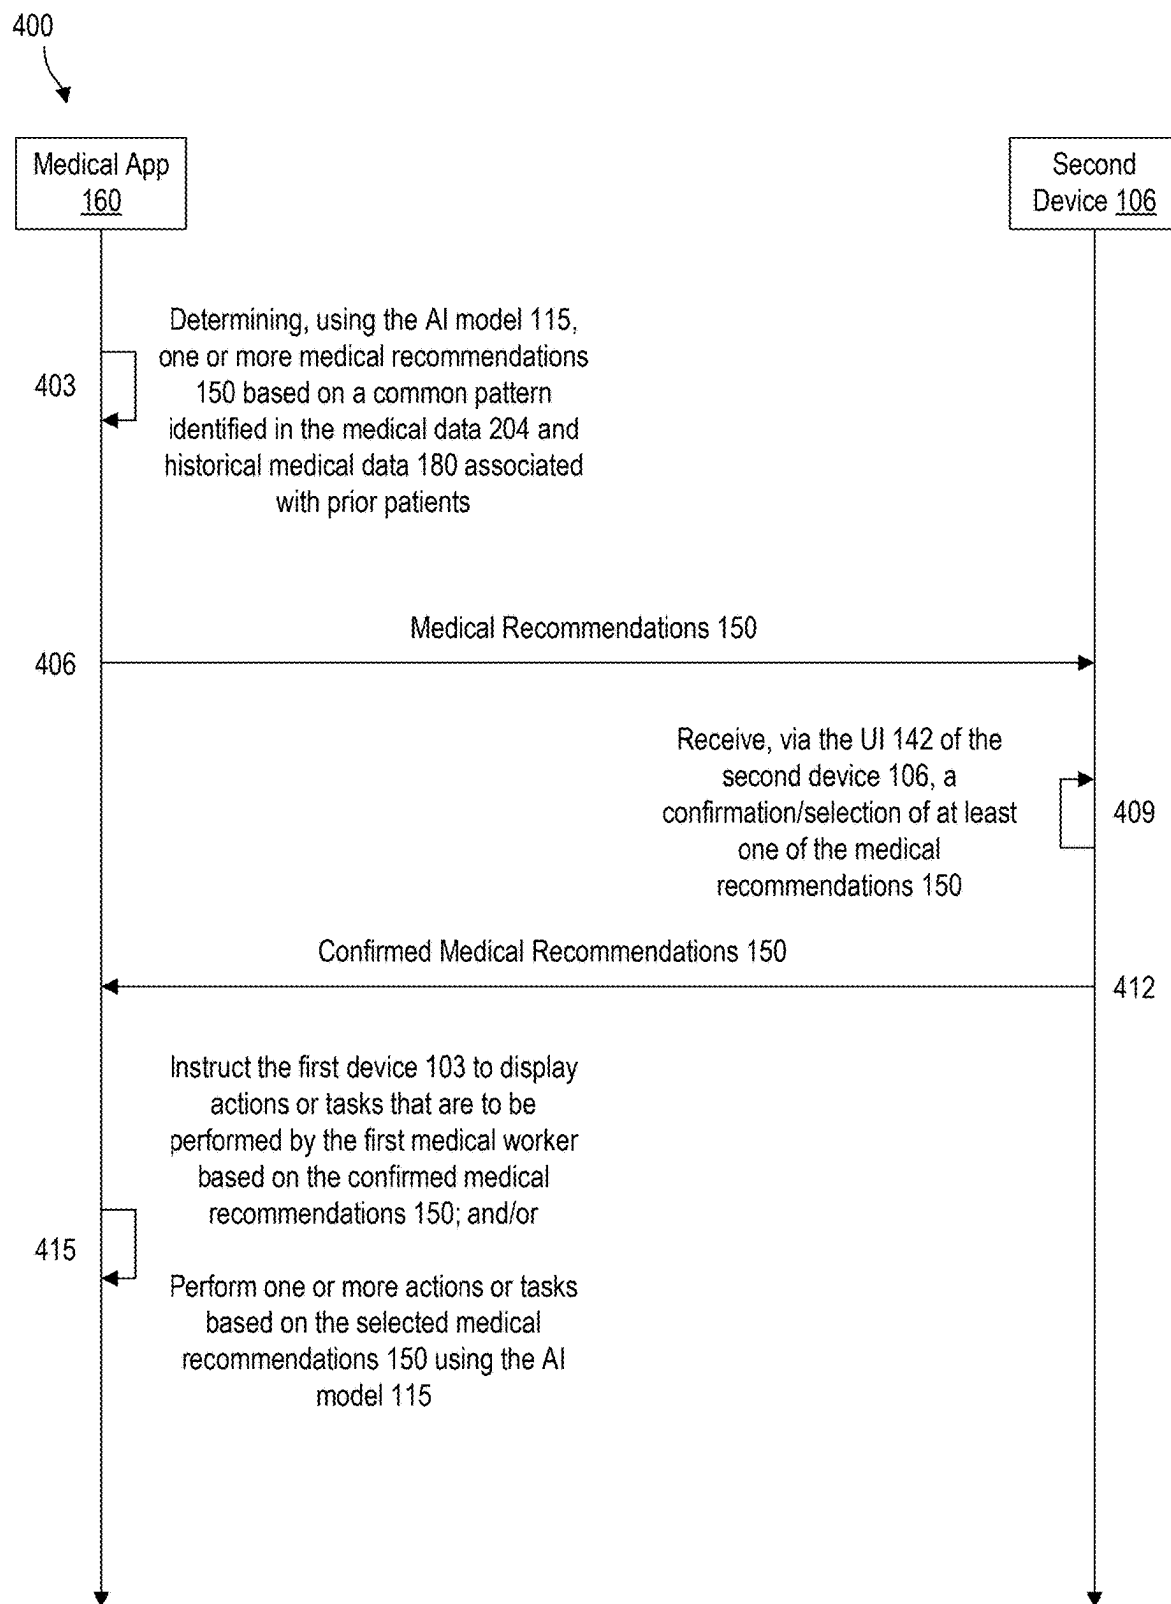 400
Medical App
160
Second
Device 106
Determining, using the AI model 115,
one or more medical recommendations
150 based on a common pattern
identified in the medical data 204 and
historical medical data 180 associated
with prior patients
403
Medical Recommendations 150
406
Receive, via the UI 142 of the
second device 106, a
confirmation/selection of at least
one of the medical
recommendations 150
409
Confirmed Medical Recommendations 150
412
Instruct the first device 103 to display
actions or tasks that are to be
performed by the first medical worker
based on the confirmed medical
recommendations 150; and/or
415
Perform one or more actions or tasks
based on the selected medical
recommendations 150 using the AI
model 115